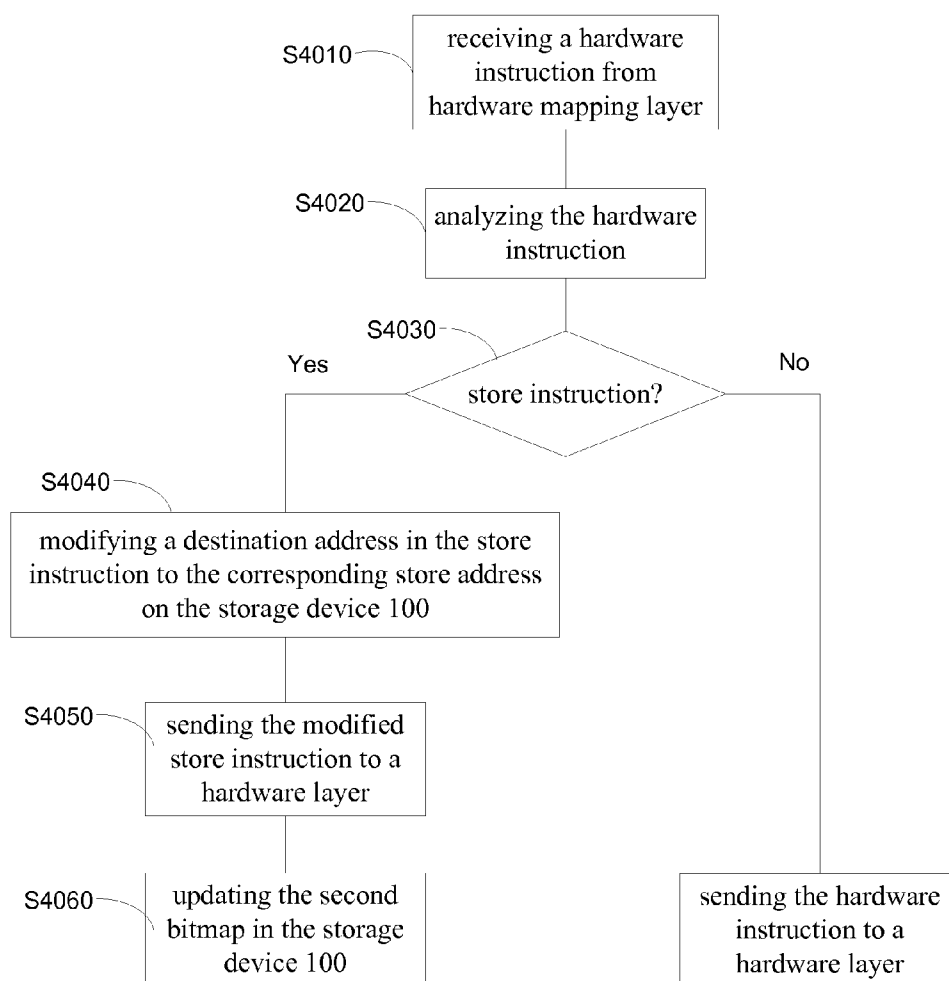 S4010
receiving a hardware
instruction from
hardware mapping layer
S4020
analyzing the hardware
instruction
S4030
Yes
No
store instruction?
S4040
modifying a destination address in the store
instruction to the corresponding store address
on the storage device 100
S4050
sending the modified
store instruction to a
hardware layer
S4060
updating the second
bitmap in the storage
device 100
sending the hardware
instruction to a
hardware layer